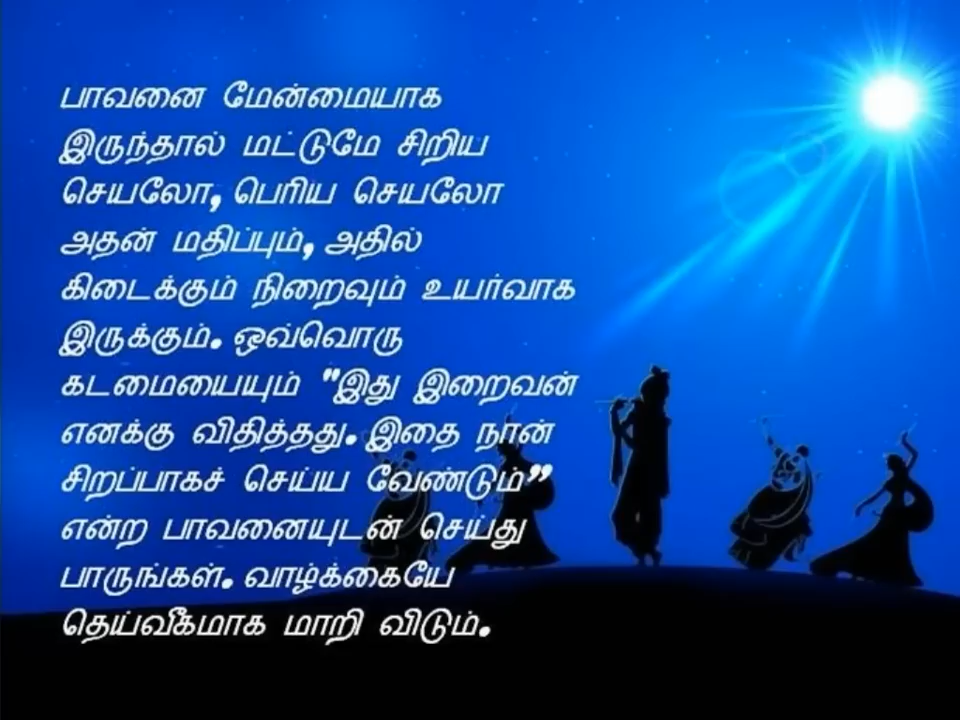 பாவனை மேன்மையாக
இருந்தால் மட்டுமே சிறிய
செயலோ, பெரிய செயலோ
அதன் மதிப்பும், அதில்
கிடைக்கும் நிறைவும் உயர்வாக
இருக்கும். ஒவ்வொரு
கடமையையும் "இது இறைவன்
எனக்கு விதித்தது. இதை நான்
சிறப்பாகச் செய்ய வேண்டும்”
என்ற பாவனையுடன் செய்து
பாருங்கள். வாழ்க்கையே
தெய்வீகமாக மாறி விடும்.